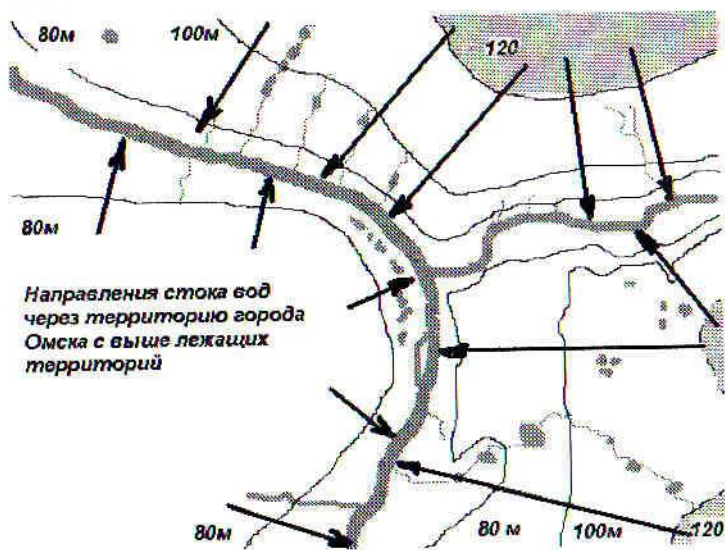 80м
100м
120
80м
Направления стока вод
через территорию города
Омска с выше лежащих
территорий
80м
80 м
100м
120